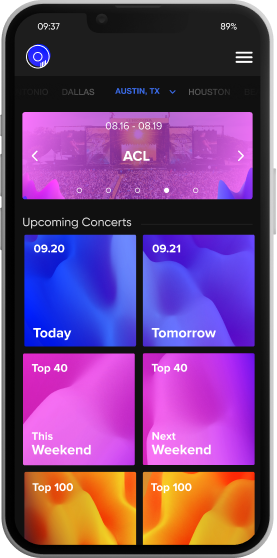 09:37
89%
ONIO
DALLAS
AUSTIN, TX
HOUSTON
08.16 - 08.19
ACL
Upcoming Concerts
09.20
Today
09.21
Tomorrow
Top 40
This
Weekend
Top 40
Next
Weekend
Top 100
Top 100